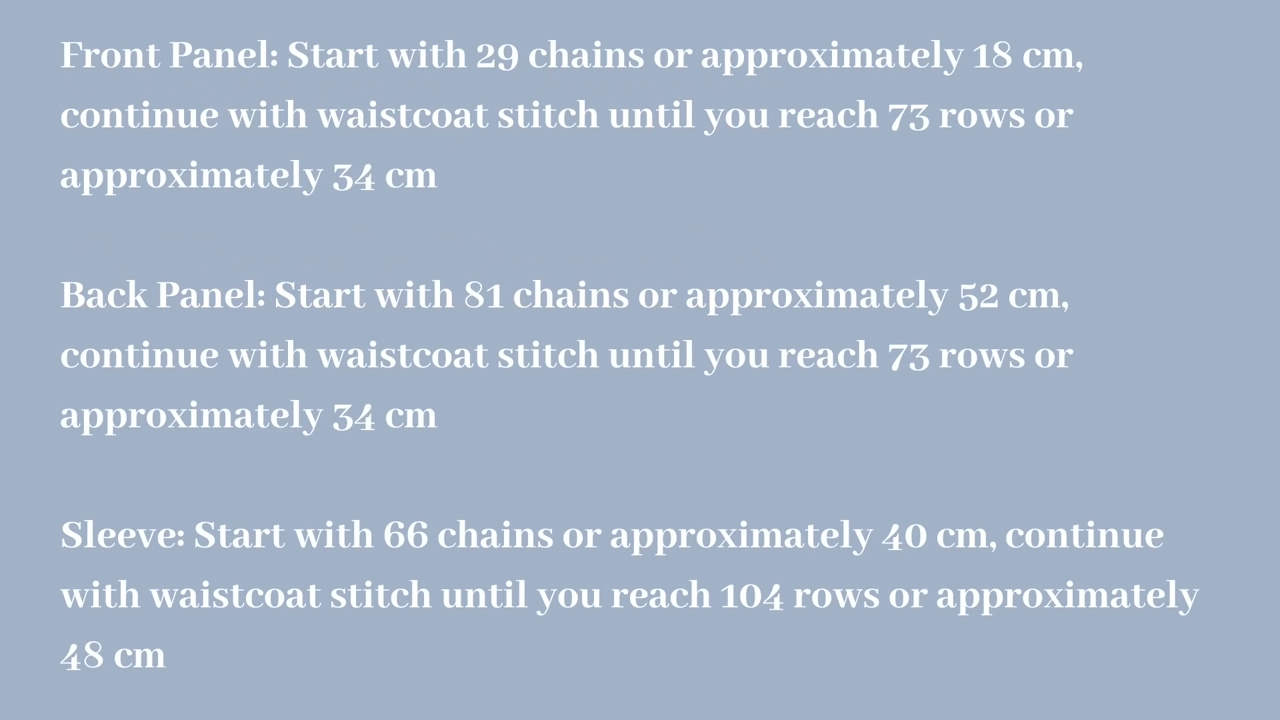 Front Panel: Start with 29 chains or approximately 18 cm,
continue with waistcoat stitch until you reach 73 rows or
approximately 34 cm
Back Panel: Start with 81 chains or approximately 52 cm,
continue with waistcoat stitch until you reach 73 rows or
approximately 34 cm
Sleeve: Start with 66 chains or approximately 40 cm, continue
with waistcoat stitch until you reach 104 rows or approximately
48 cm